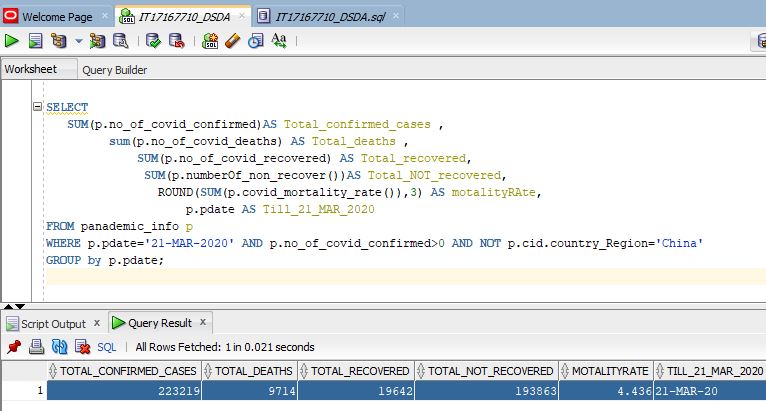 Welcome Page
IT17167710_DSDA
IT17167710_DSDA.sql
Worksheet Query Builder
SELECT
SUM(p.no_of_covid_confirmed)AS Total_confirmed_cases ,
sum(p.no_of_covid_deaths) AS Total_deaths ,
SUM(p.no_of_covid_recovered) AS Total_recovered,
SUM(p.numberOf_non_recover())AS Total_NOT_recovered,
ROUND(SUM(p.covid_mortality_rate()),3) AS motalityRAte,
p.pdate AS Till_21_MAR_2020
FROM panademic_info p
WHERE p.pdate='21-MAR-2020' AND p.no_of_covid_confirmed>0 AND NOT p.cid.country_Region='China'
GROUP by p.pdate;
Script Output x Query Result x
SQL | All Rows Fetched: 1 in 0.021 seconds
TOTAL_CONFIRMED_CASES TOTAL_DEATHS TOTAL_RECOVERED TOTAL_NOT_RECOVERED MOTALITYRATE TILL_21_MAR_2020
1 223219 9714 19642 193863 4.436 21-MAR-20